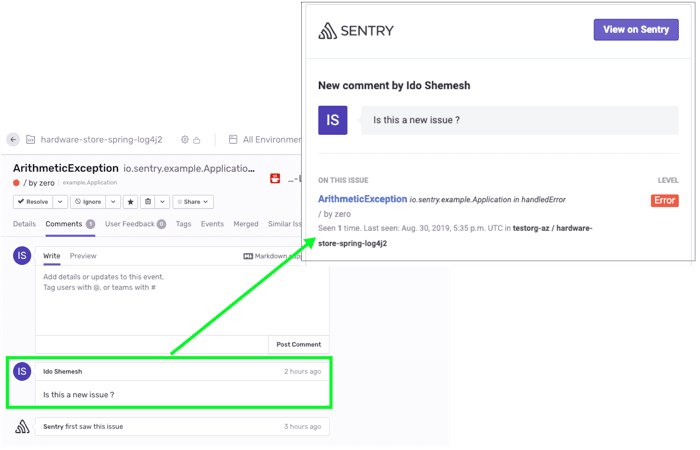 SENTRY
View on Sentry
New comment by Ido Shemesh
IS
Is this a new issue ?
ON THIS ISSUE
LEVEL
ArithmeticException io.sentry.example.Application in handledError
Error
/ by zero
Seen 1 time. Last seen: Aug. 30, 2019, 5:35 p.m. UTC in testorg-az / hardware-
store-spring-log4j2
hardware-store-spring-log4j2
All Environmen
ArithmeticException io.sentry.example.Applicatio...
/ by zero example.Application
Resolve
Ignore
Share
Details Comments 1 User Feedback 0 Tags Events Merged Similar Iss
IS
Write Preview
Markdown
Add details or updates to this event.
Tag users with @, or teams with #
Post Comment
IS
Ido Shemesh
2 hours ago
Is this a new issue ?
Sentry first saw this issue
3 hours ago